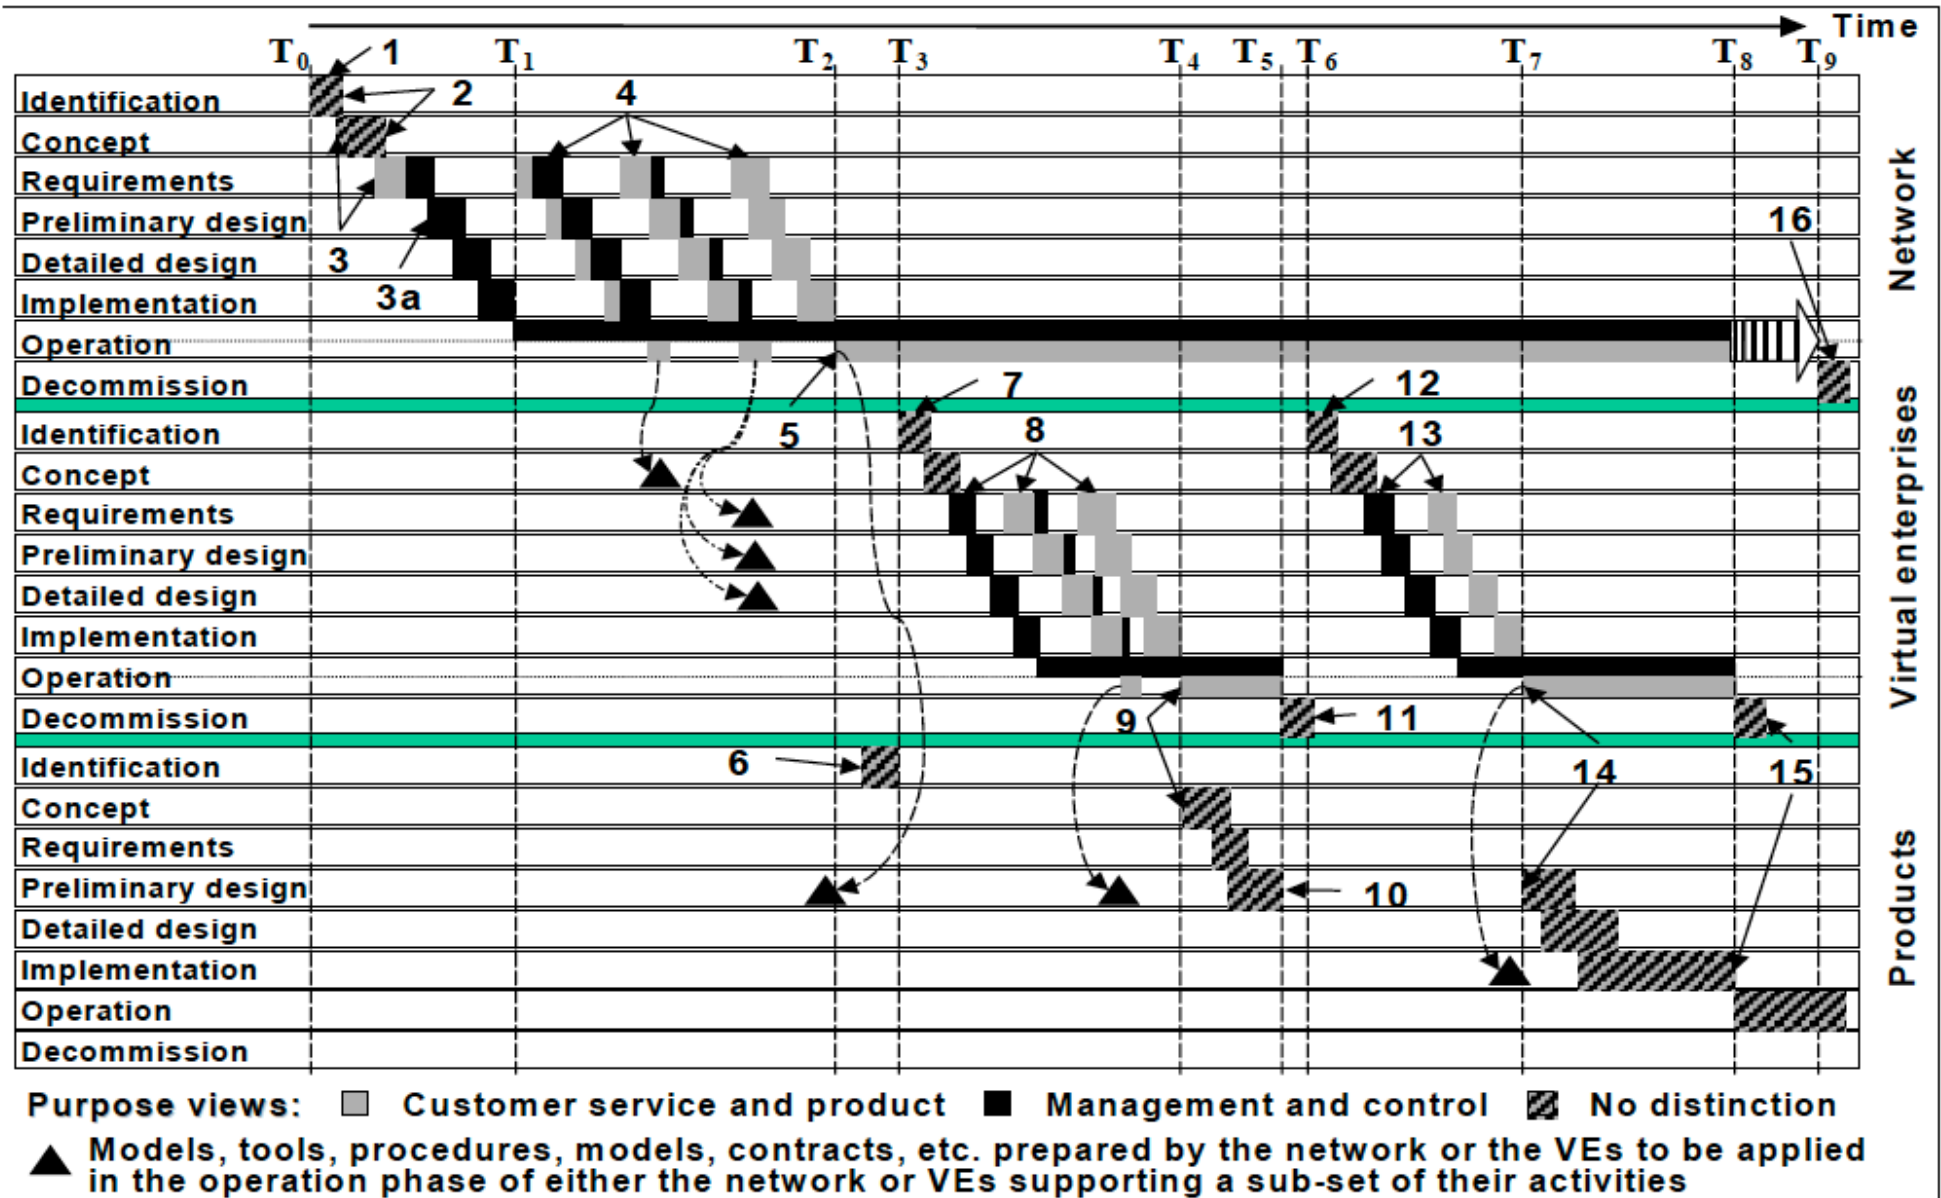 Time
T0 T1 T2 T3 T4 T5 T6 T7 T8 T9
1
Identification
2
4
Concept
Requirements
Preliminary design
16
Detailed design
3
Implementation
3a
Operation
Decommission
Network
7
12
Identification
5
8
13
Concept
Requirements
Preliminary design
Detailed design
Implementation
Operation
Decommission
9
11
Virtual enterprises
Identification
6
14
15
Concept
Requirements
Preliminary design
10
Detailed design
Implementation
Operation
Decommission
Products
Purpose views: Customer service and product Management and control No distinction
Models, tools, procedures, models, contracts, etc. prepared by the network or the VEs to be applied
in the operation phase of either the network or VEs supporting a sub-set of their activities